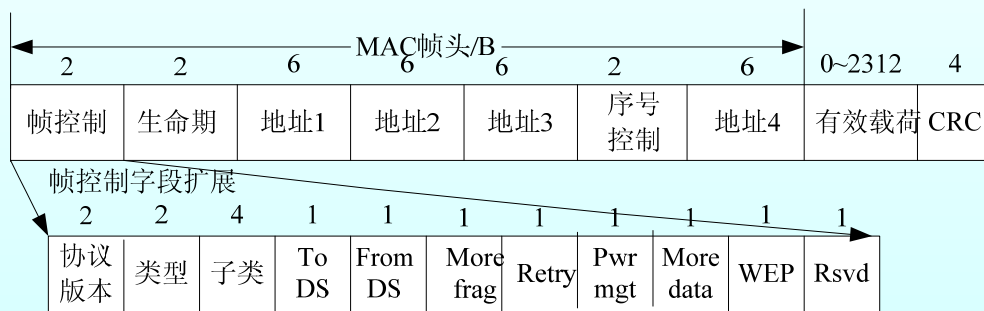 MAC帧头/B
2 2 6 6 6 2 6 0~2312 4
帧控制 生命期 地址1 地址2 地址3 序号控制 地址4 有效载荷 CRC
帧控制字段扩展
2 2 4 1 1 1 1 1 1 1 1
协议版本 类型 子类 To DS From DS More frag Retry Pwr mgt More data WEP Rsvd